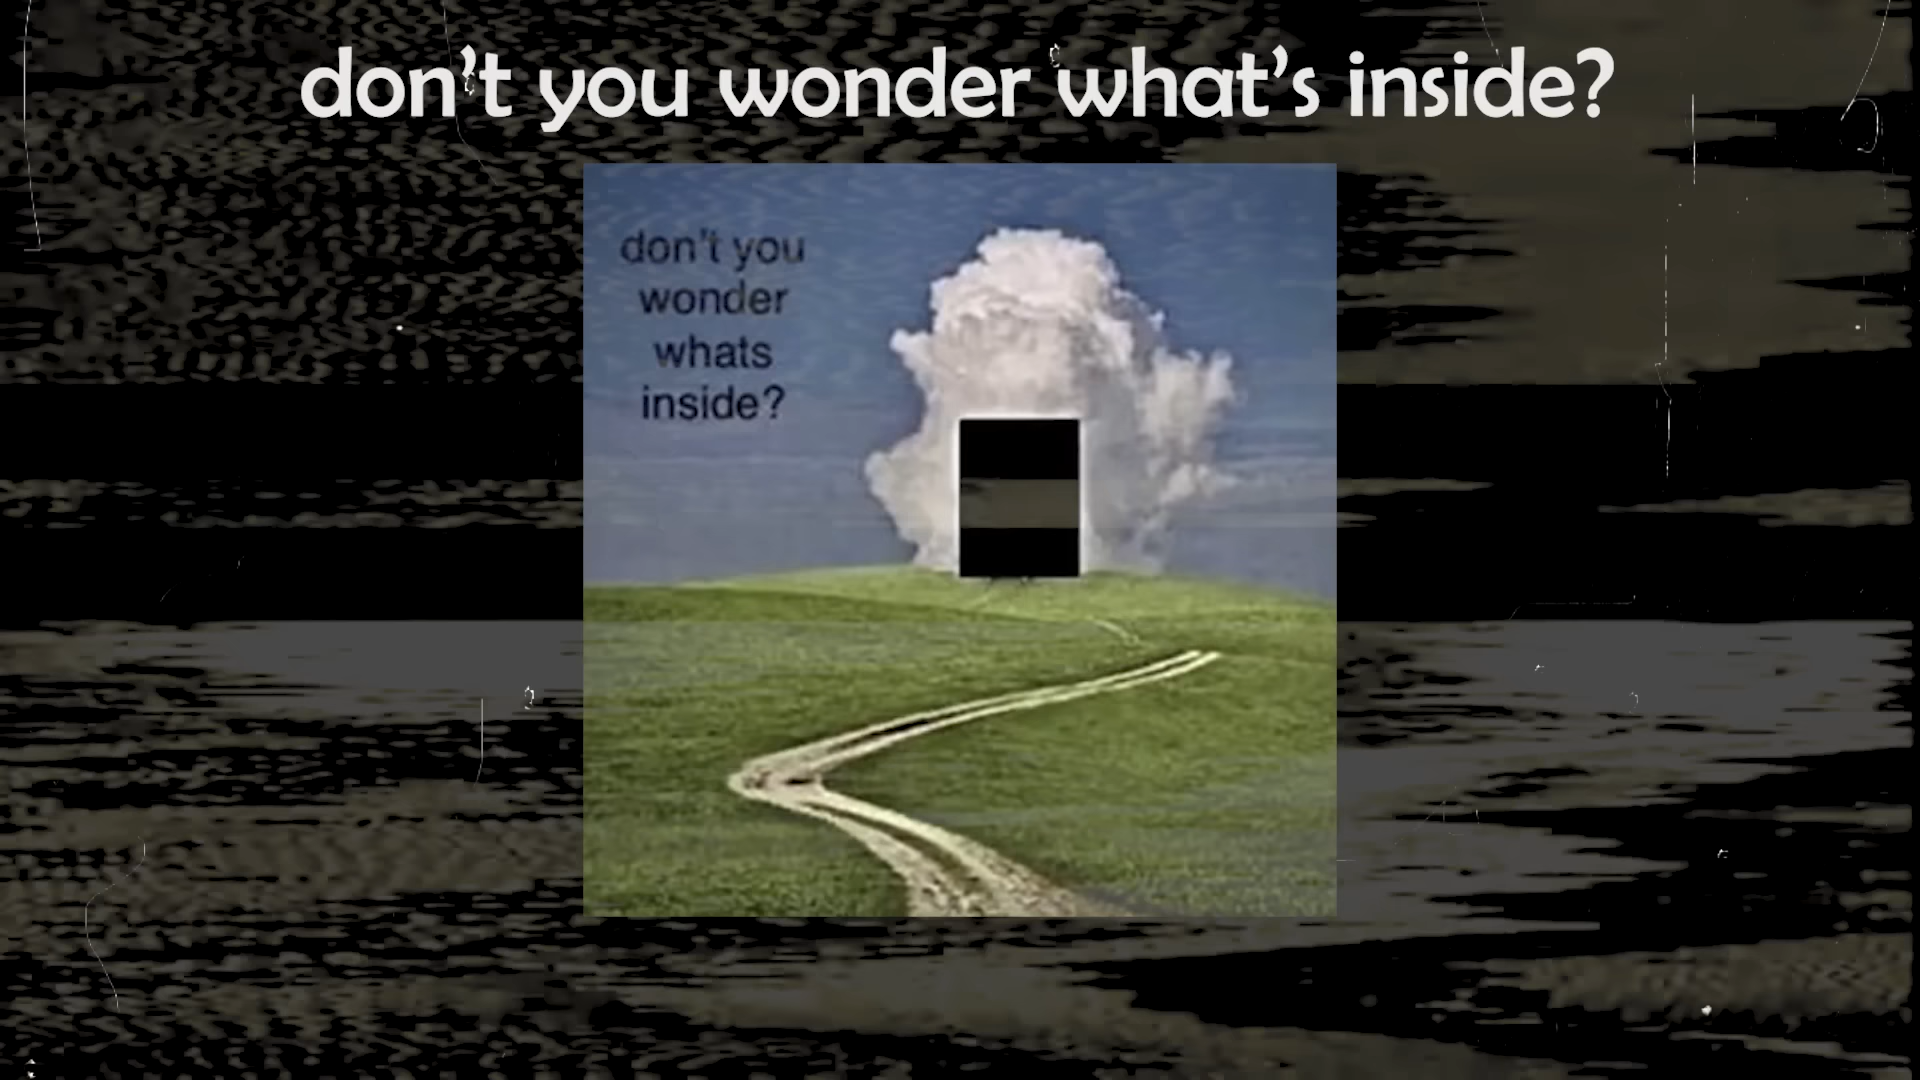 don’t you wonder what’s inside?
don't you
wonder
whats
inside?